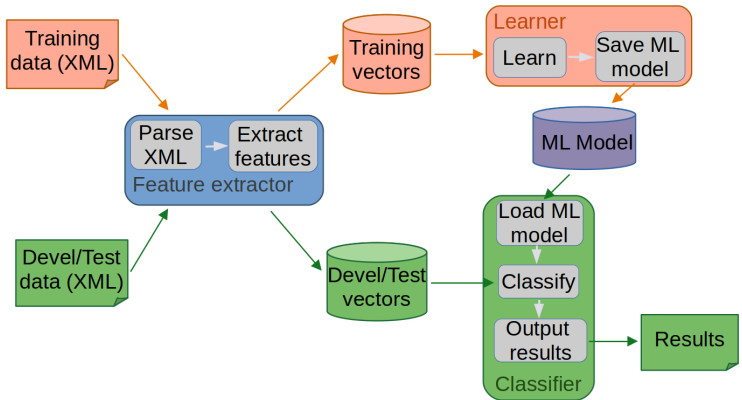 Training
data (XML)
Training
vectors
Learner
Learn
Save ML
model
Parse
XML
Extract
features
Feature extractor
ML Model
Devel/Test
data (XML)
Devel/Test
vectors
Load ML
model
Classify
Output
results
Classifier
Results